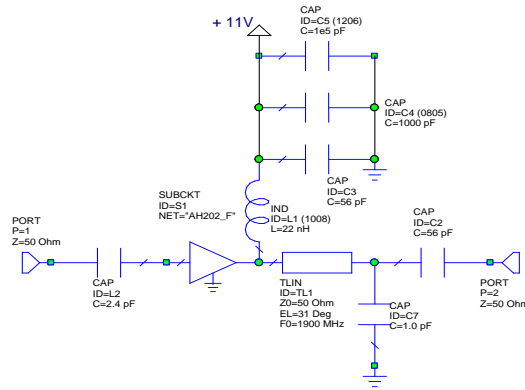 CAP
ID=C5 (1206)
C=1e5 pF
+ 11V
CAP
ID=C4 (0805)
C=1000 pF
CAP
ID=C3
C=56 pF
SUBCKT
ID=S1
NET="AH202_F"
IND
ID=L1 (1008)
L=22 nH
PORT
P=1
Z=50 Ohm
CAP
ID=C2
C=56 pF
CAP
ID=L2
C=2.4 pF
TLIN
ID=TL1
Z0=50 Ohm
EL=31 Deg
F0=1900 MHz
CAP
ID=C7
C=1.0 pF
PORT
P=2
Z=50 Ohm